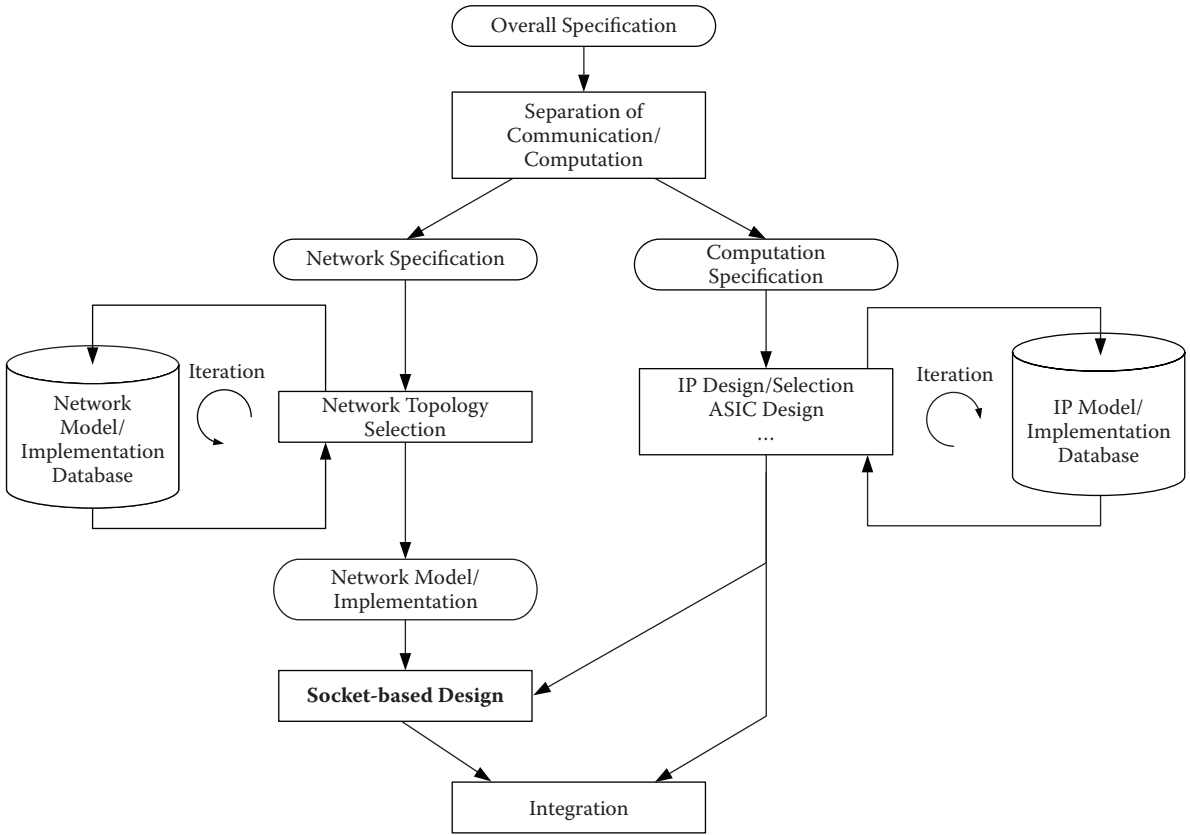 Overall Specification
Separation of
Communication/
Computation
Network Specification
Computation
Specification
Iteration
Network
Model/
Implementation
Database
Network Topology
Selection
IP Design/Selection
ASIC Design
...
Iteration
IP Model/
Implementation
Database
Network Model/
Implementation
Socket-based Design
Integration